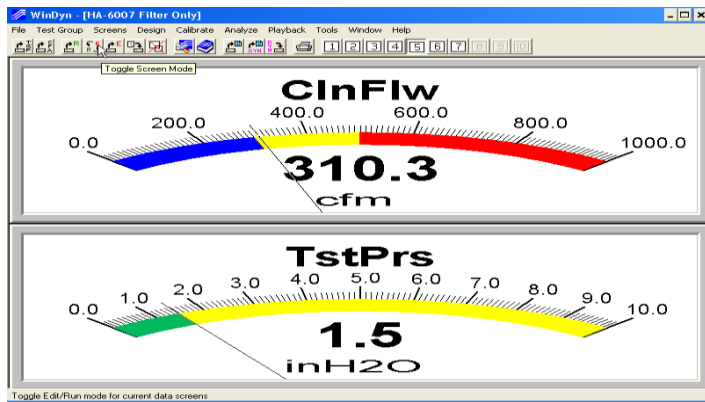 WinDyn - [HA-6007 Filter Only]
File Test Group Screens Design Calibrate Analyze Playback Tools Window Help
1 2 3 4 5 6 7 8 9 10
Toggle Screen Mode
ClnFlw
0.0 200.0 400.0 600.0 800.0 1000.0
310.3
cfm
TstPrs
0.0 1.0 2.0 3.0 4.0 5.0 6.0 7.0 8.0 9.0 10.0
1.5
inH2O
Toggle Edit/Run mode for current data screens